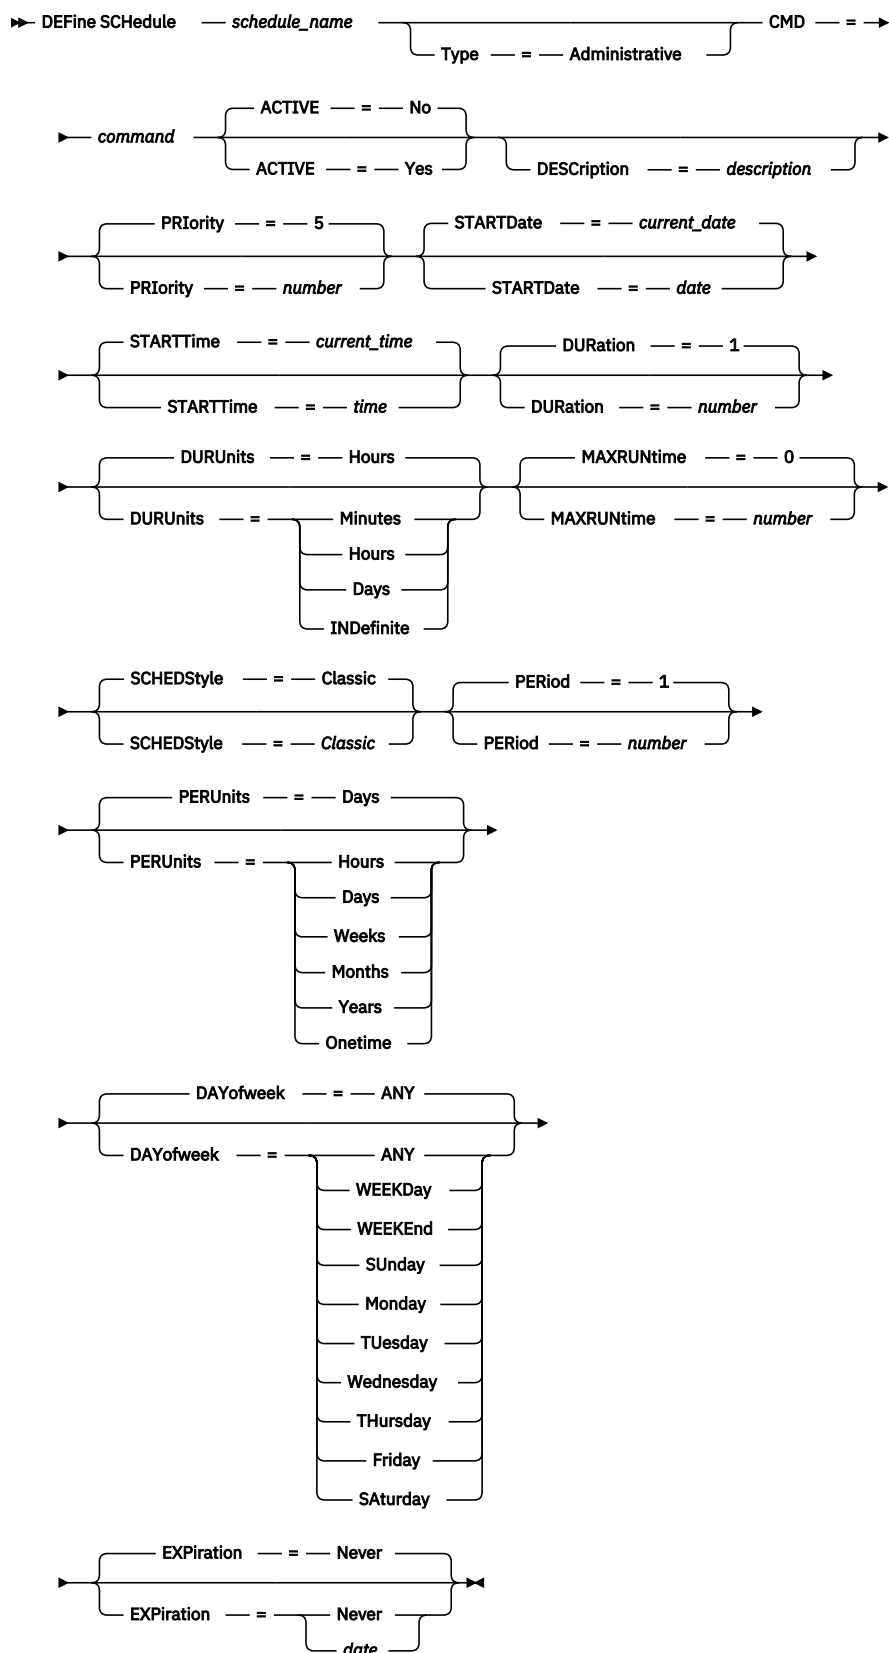 DEFine SCHedule schedule_name CMD =
Type = Administrative
ACTIVE = No
command
ACTIVE = Yes
DESCription = description
PRIority = 5
PRIority = number
STARTDate = current_date
STARTDate = date
STARTTime = current_time
STARTTime = time
DURation = 1
DURation = number
DURUnits = Hours
DURUnits = Minutes
Hours
Days
INDefinite
MAXRUNtime = 0
MAXRUNtime = number
SCHEDStyle = Classic
SCHEDStyle = Classic
PERiod = 1
PERiod = number
PERUnits = Days
PERUnits = Hours
Days
Weeks
Months
Years
Onetime
DAYofweek = ANY
DAYofweek = ANY
WEEKDay
WEEKEnd
SUnday
Monday
TUesday
Wednesday
THursday
Friday
SAturday
EXPiration = Never
EXPiration = Never
date